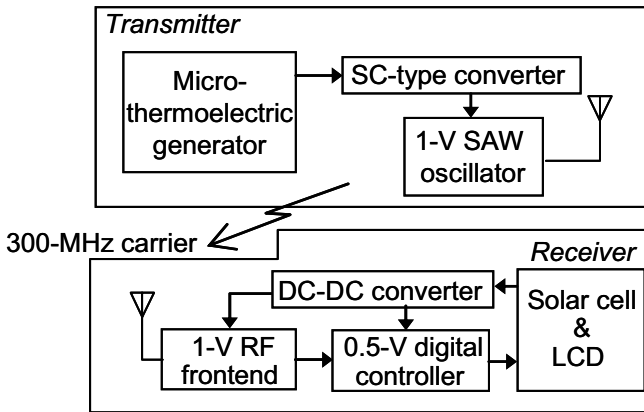 Transmitter
Micro-
thermoelectric
generator
SC-type converter
1-V SAW
oscillator
300-MHz carrier
Receiver
DC-DC converter
Solar cell
&
LCD
1-V RF
frontend
0.5-V digital
controller